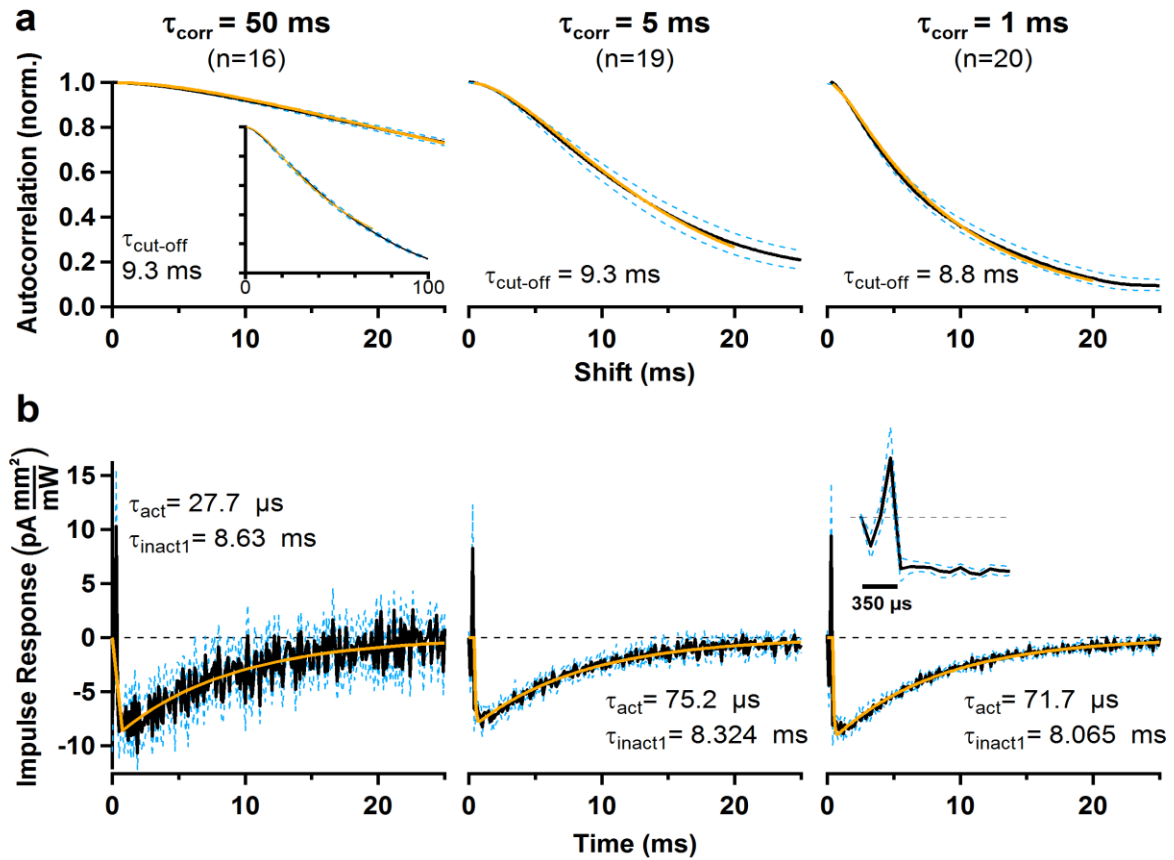 a
τcorr = 50 ms
(n=16)
τcorr = 5 ms
(n=19)
τcorr = 1 ms
(n=20)
Autocorrelation (norm.)
1.0
0.8
0.6
0.4
0.2
0.0
τcut-off
9.3 ms
0
100
τcut-off = 9.3 ms
τcut-off = 8.8 ms
0
10
20
0
10
20
0
10
20
Shift (ms)
b
Impulse Response (pA mm²/mW)
15
10
5
0
-5
-10
τact= 27.7 µs
τinact1= 8.63 ms
τact= 75.2 µs
τinact1= 8.324 ms
350 µs
τact= 71.7 µs
τinact1= 8.065 ms
0
10
20
0
10
20
0
10
20
Time (ms)